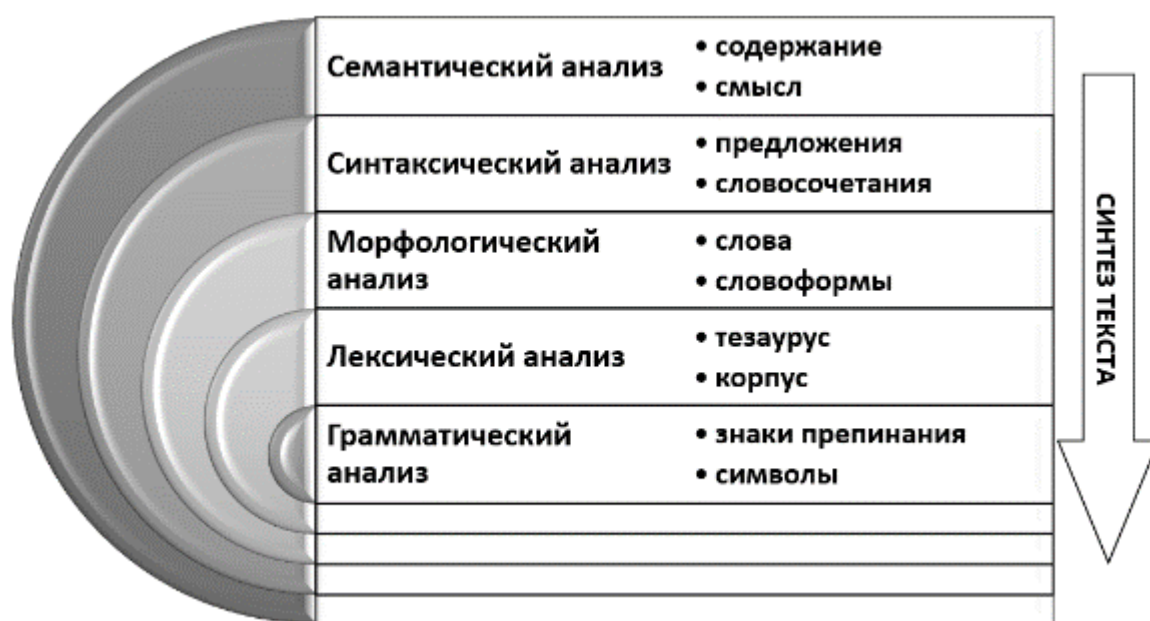 Семантический анализ
• содержание
• смысл
Синтаксический анализ
• предложения
• словосочетания
Морфологический
анализ
• слова
• словоформы
Лексический анализ
• тезаурус
• корпус
Грамматический
анализ
• знаки препинания
• символы
СИНТЕЗ ТЕКСТА